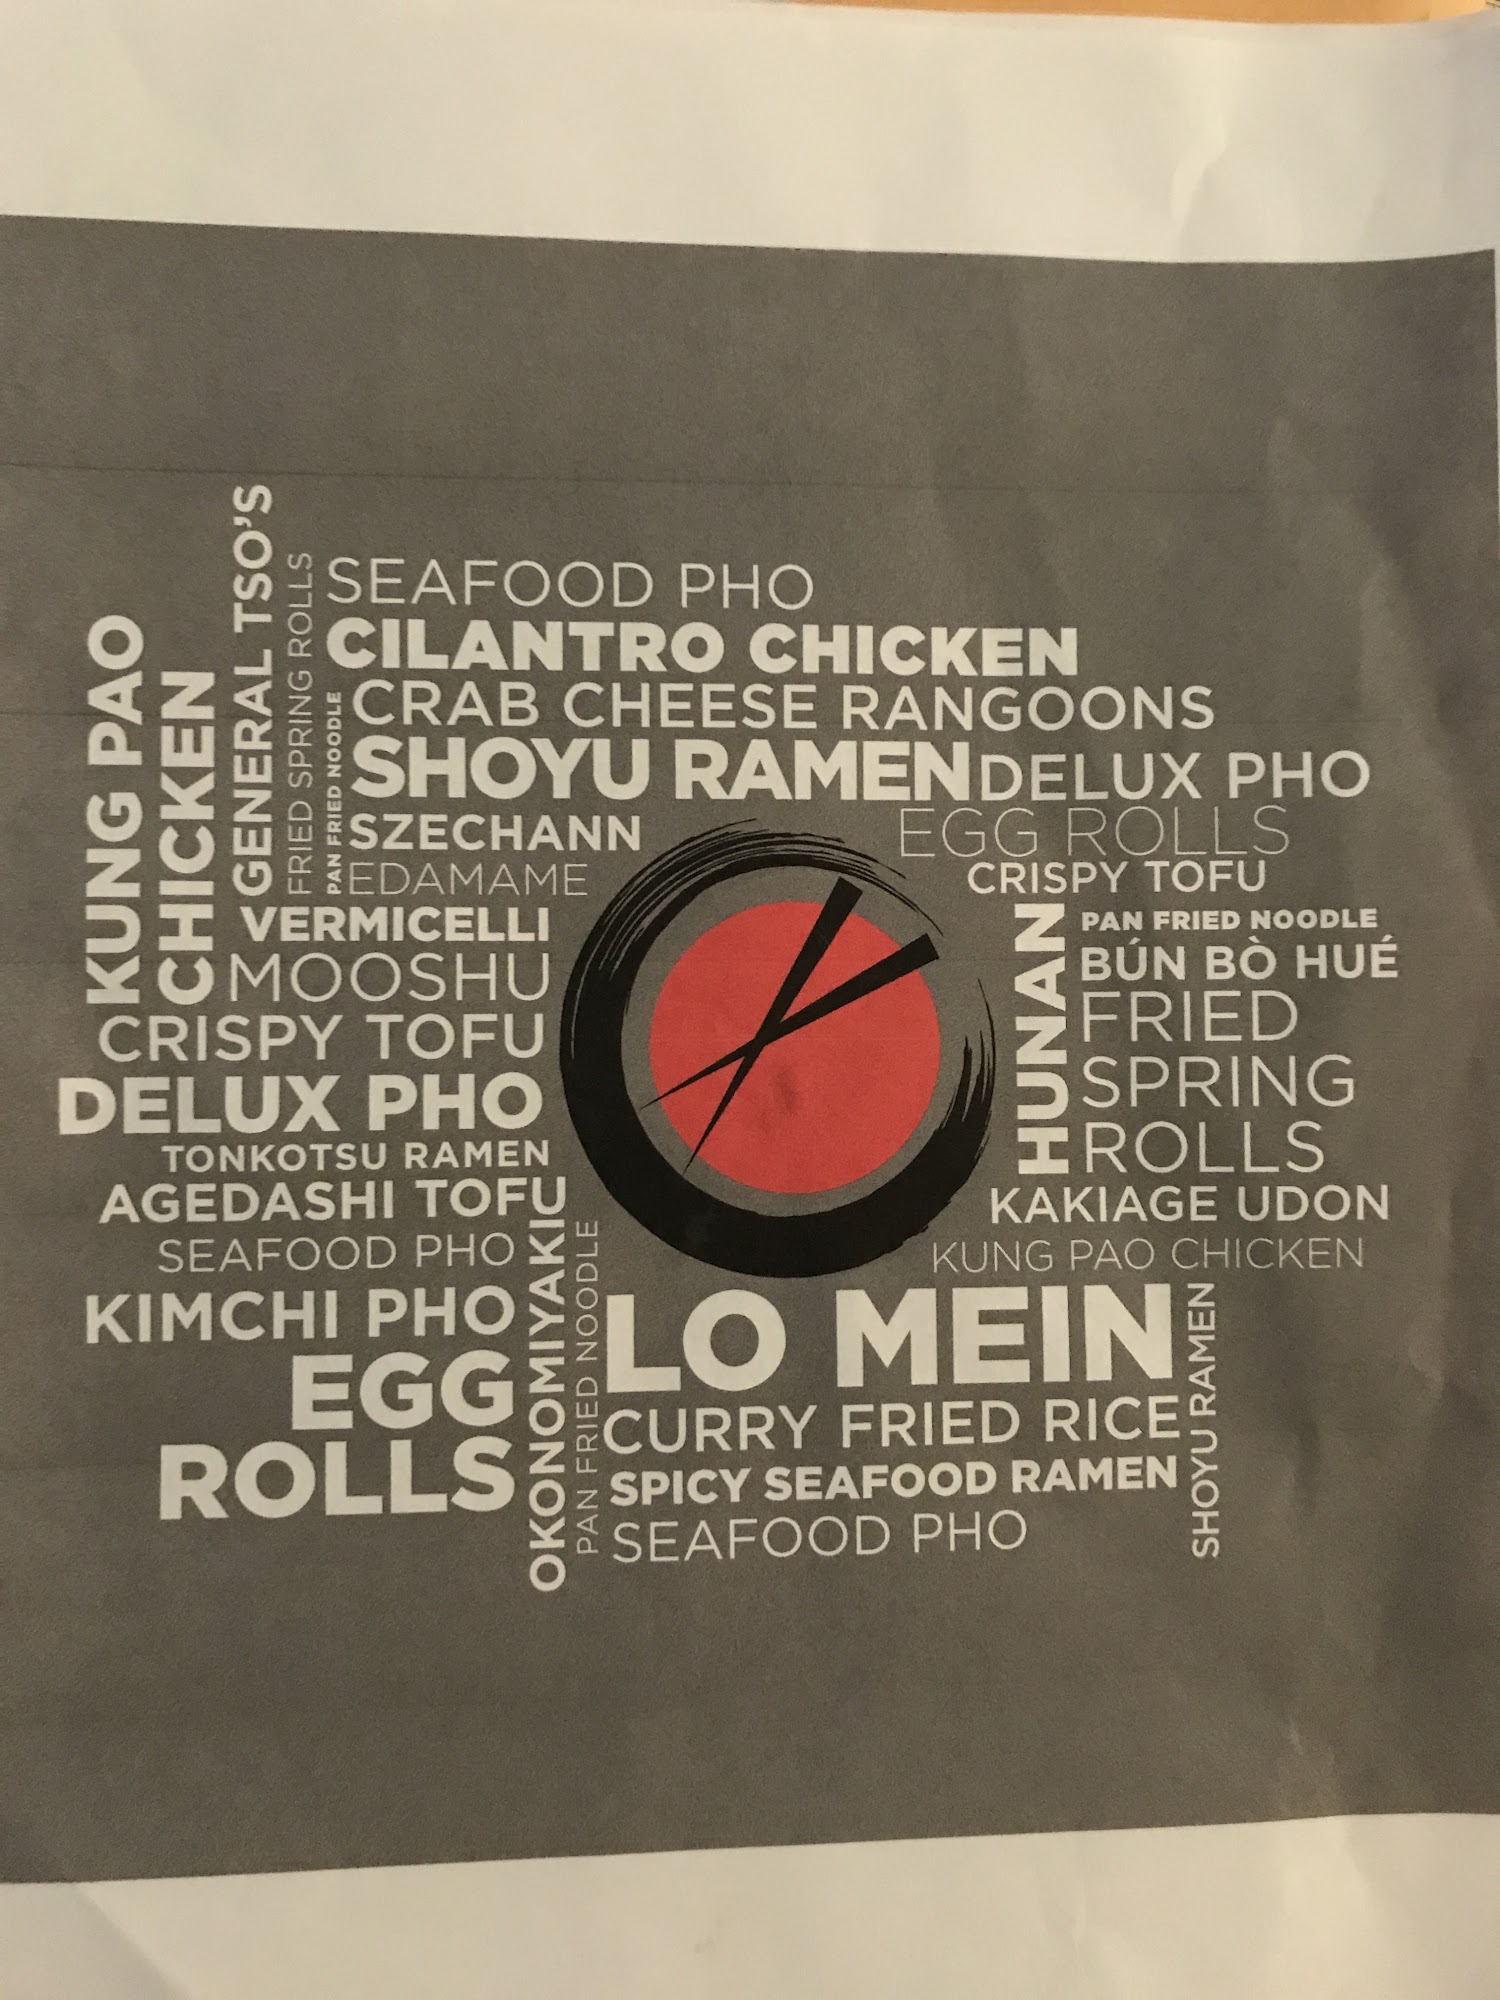 KUNG PAO
CHICKEN
GENERAL TSO'S
FRIED SPRING ROLLS
PAN FRIED NOODLE
SEAFOOD PHO
CILANTRO CHICKEN
CRAB CHEESE RANGOONS
SHOYU RAMEN
DELUX PHO
SZECHANN
EDAMAME
VERMICELLI
MOOSHU
CRISPY TOFU
DELUX PHO
TONKOTSU RAMEN
AGEDASHI TOFU
SEAFOOD PHO
KIMCHI PHO
EGG
ROLLS
OKONOMIYAKI
PAN FRIED NOODLE
EGG ROLLS
CRISPY TOFU
HUNAN
PAN FRIED NOODLE
BÚN BÒ HUÉ
FRIED
SPRING
ROLLS
KAKIAGE UDON
KUNG PAO CHICKEN
LO MEIN
CURRY FRIED RICE
SPICY SEAFOOD RAMEN
SEAFOOD PHO
SHOYU RAMEN